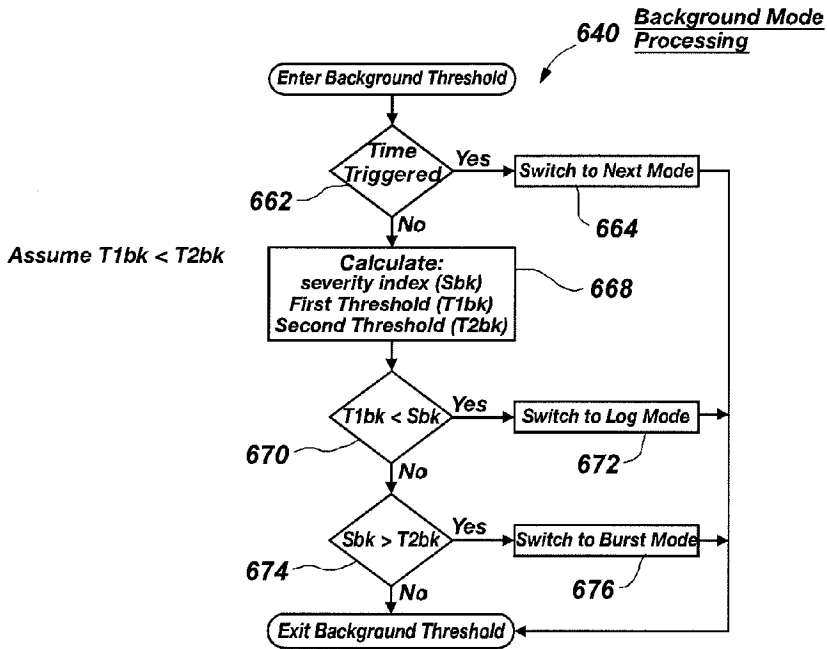 Background Mode
Processing
640
Enter Background Threshold
Time
Triggered
Yes
Switch to Next Mode
662
664
No
Assume T1bk < T2bk
Calculate:
severity index (Sbk)
First Threshold (T1bk)
Second Threshold (T2bk)
668
T1bk < Sbk
Yes
Switch to Log Mode
670
672
No
Sbk > T2bk
Yes
Switch to Burst Mode
674
676
No
Exit Background Threshold